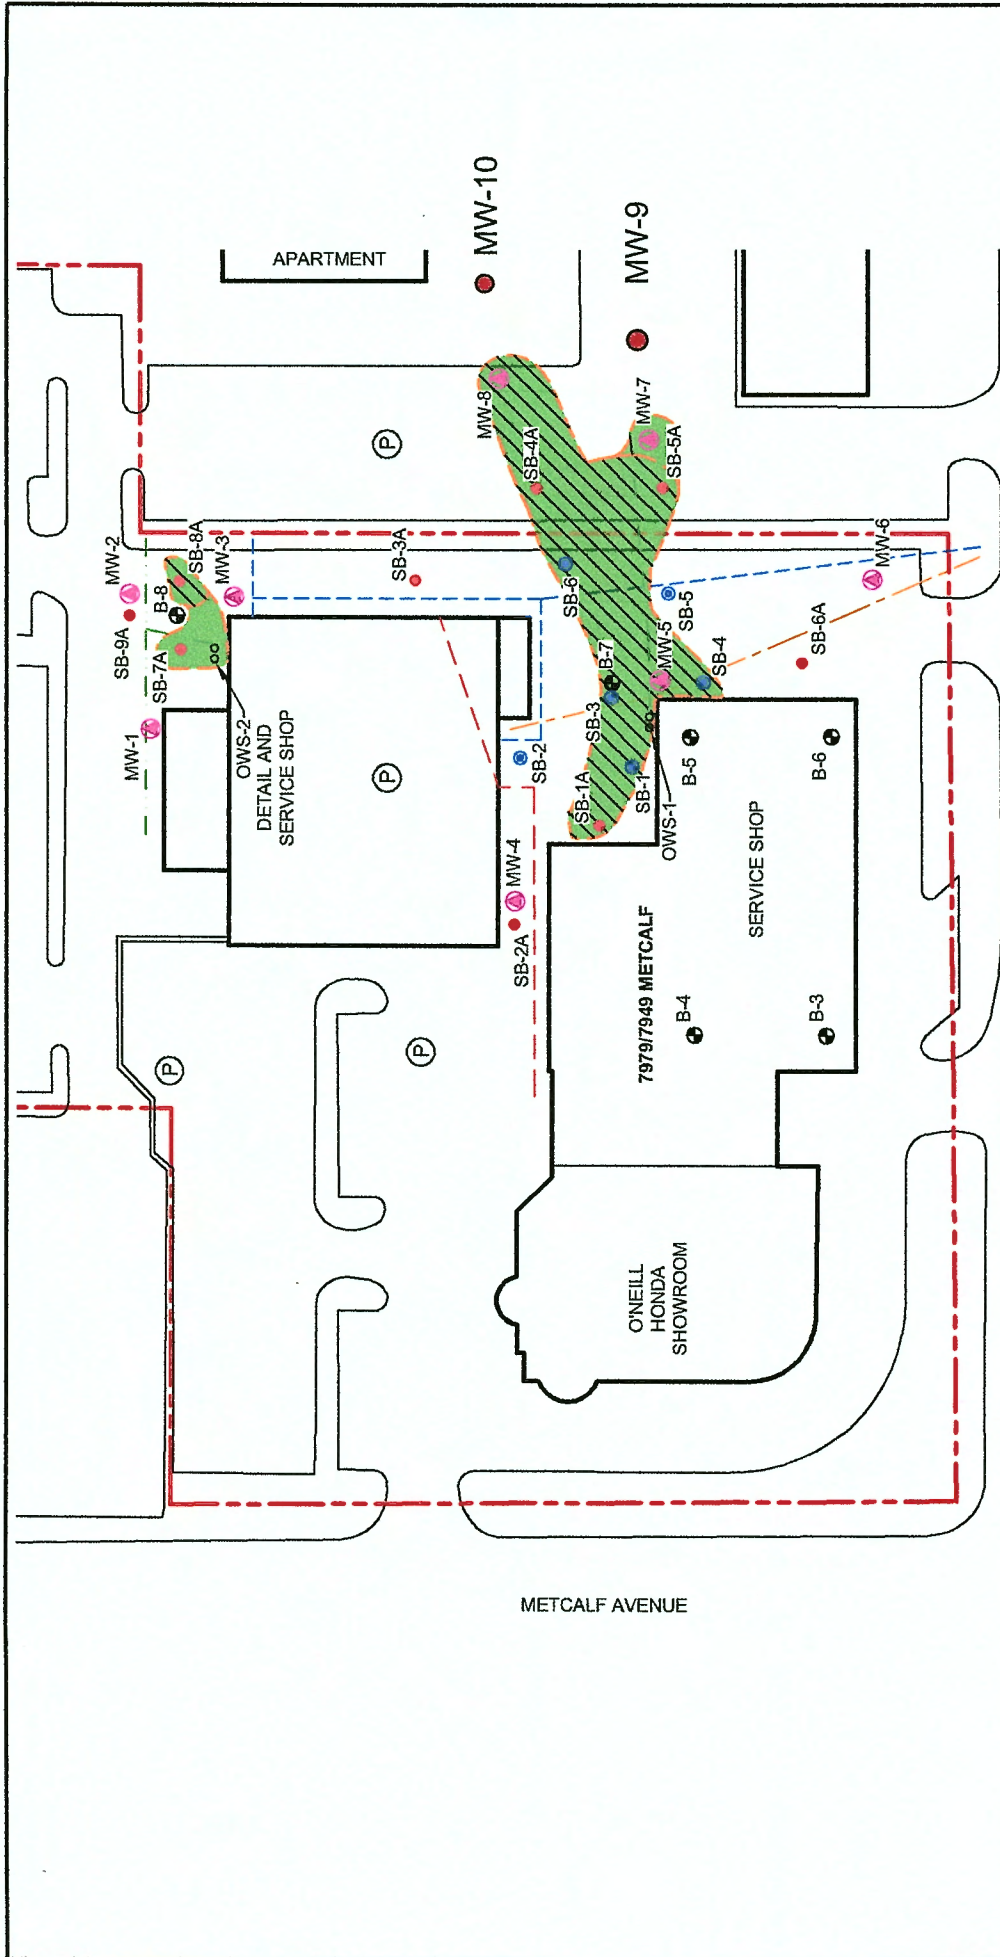 MW-10
MW-9
APARTMENT
MW-8
MW-7
SB-4A
SB-5A
P
MW-2
SB-8A
MW-3
SB-3A
B-8
SB-9A
SB-7A
MW-1
OWS-2
DETAIL AND
SERVICE SHOP
P
SB-6
SB-5
MW-6
SB-6A
B-7
MW-5
SB-4
SB-3
SB-2
SB-1
SB-1A
OWS-1
B-5
B-6
MW-4
SB-2A
7979/7949 METCALF
SERVICE SHOP
B-4
B-3
P
P
O'NEILL
HONDA
SHOWROOM
METCALF AVENUE